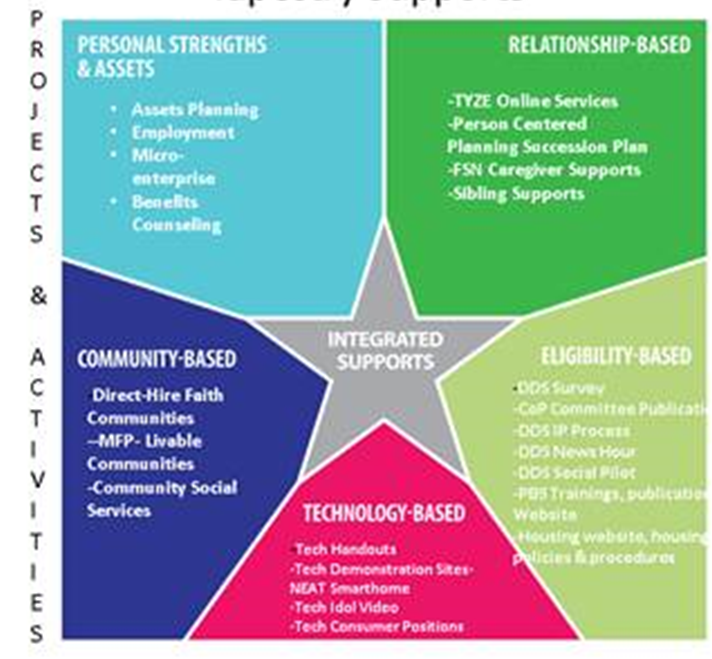 PROJECTS & ACTIVITIES
PERSONAL STRENGTHS
& ASSETS
• Assets Planning
• Employment
• Micro-
enterprise
• Benefits
Counseling
RELATIONSHIP-BASED
-TYZE Online Services
-Person Centered
Planning Succession Plan
-FSN Caregiver Supports
-Sibling Supports
INTEGRATED
SUPPORTS
COMMUNITY-BASED
Direct-Hire Faith
Communities
–MFP- Livable
Communities
-Community Social
Services
ELIGIBILITY-BASED
-DDS Survey
-CoP Committee Publicati
-DDS IP Process
-DDS News Hour
-DDS Social Pilot
-PBS Trainings, publicatio
Website
-Housing website, housing
policies & procedures
TECHNOLOGY-BASED
-Tech Handouts
-Tech Demonstration Sites-
NEAT Smarthome
-Tech Idol Video
-Tech Consumer Positions